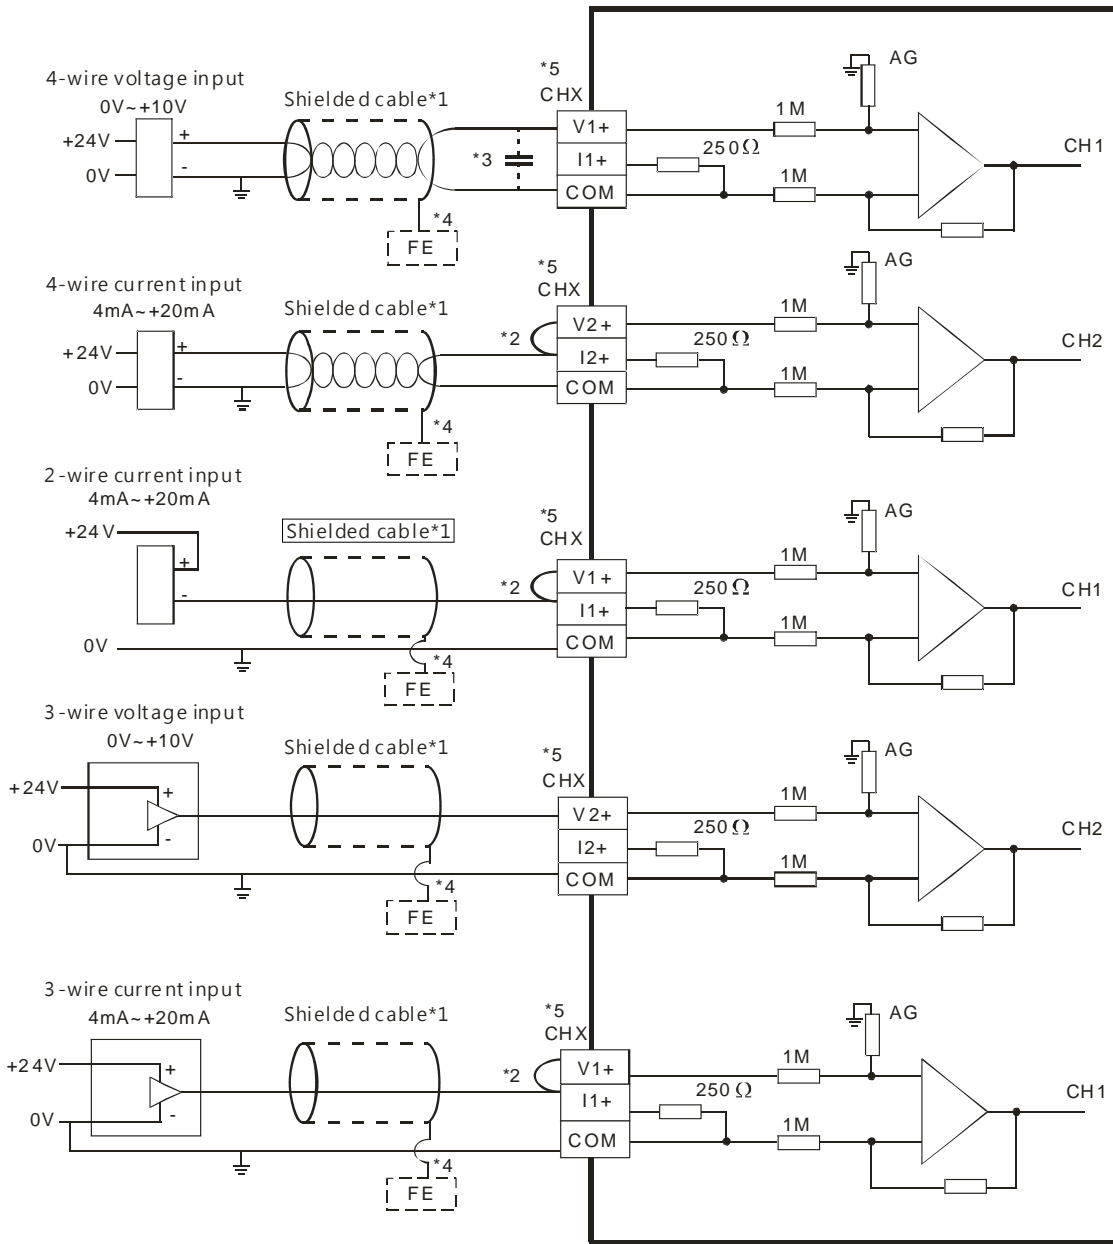 4-wire voltage input
0V~+10V
+24V
0V
+
-
Shielded cable*1
*3
*4
FE
*5
CHX
V1+
I1+
COM
250Ω
1M
1M
AG
CH1
4-wire current input
4mA~+20mA
+24V
0V
+
-
Shielded cable*1
*2
*4
FE
*5
CHX
V2+
I2+
COM
250Ω
1M
1M
AG
CH2
2-wire current input
4mA~+20mA
+24V
+
-
0V
Shielded cable*1
*2
*4
FE
*5
CHX
V1+
I1+
COM
250Ω
1M
1M
AG
CH1
3-wire voltage input
0V~+10V
+24V
0V
+
-
Shielded cable*1
*4
FE
*5
CHX
V2+
I2+
COM
250Ω
1M
1M
AG
CH2
3-wire current input
4mA~+20mA
+24V
0V
+
-
Shielded cable*1
*2
*4
FE
*5
CHX
V1+
I1+
COM
250Ω
1M
1M
AG
CH1